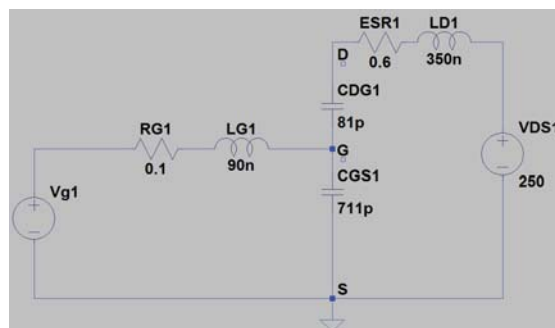 ESR1 LD1
D
0.6 350n
CDG1
81p
RG1 LG1
G
VDS1
0.1 90n
CGS1
250
Vg1
711p
S